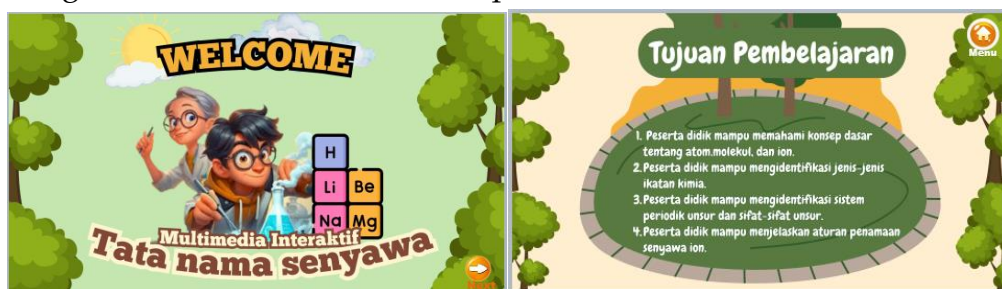 WELCOME
H
Li Be
Na Mg
Multimedia Interaktif
Tata nama senyawa
Tujuan Pembelajaran
Menu
1. Peserta didik mampu memahami konsep dasar
tentang atom,molekul, dan ion.
2.Peserta didik mampu mengidentifikasi jenis-jenis
ikatan kimia.
3.Peserta didik mampu mengidentifikasi sistem
periodik unsur dan sifat-sifat unsur.
4.Peserta didik mampu menjelaskan aturan penamaan
senyawa ion.